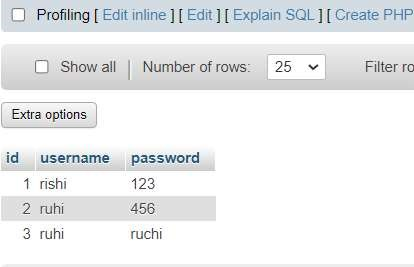 Profiling [ Edit inline ] [ Edit ] [ Explain SQL ] [ Create PHP
Show all | Number of rows: 25 Filter ro
Extra options
id username password
1 rishi 123
2 ruhi 456
3 ruhi ruchi